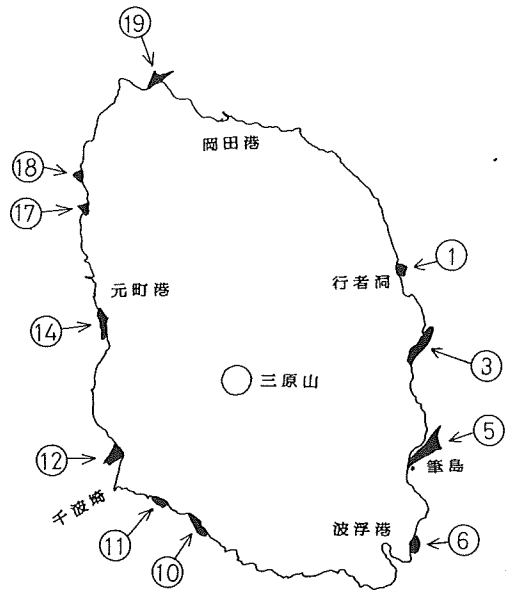 ⑲
岡田港
⑱
⑰
①
行者洞
元町港
⑭
③
三原山
⑤
⑫
筆島
千波崎
波浮港
⑥
⑪
⑩